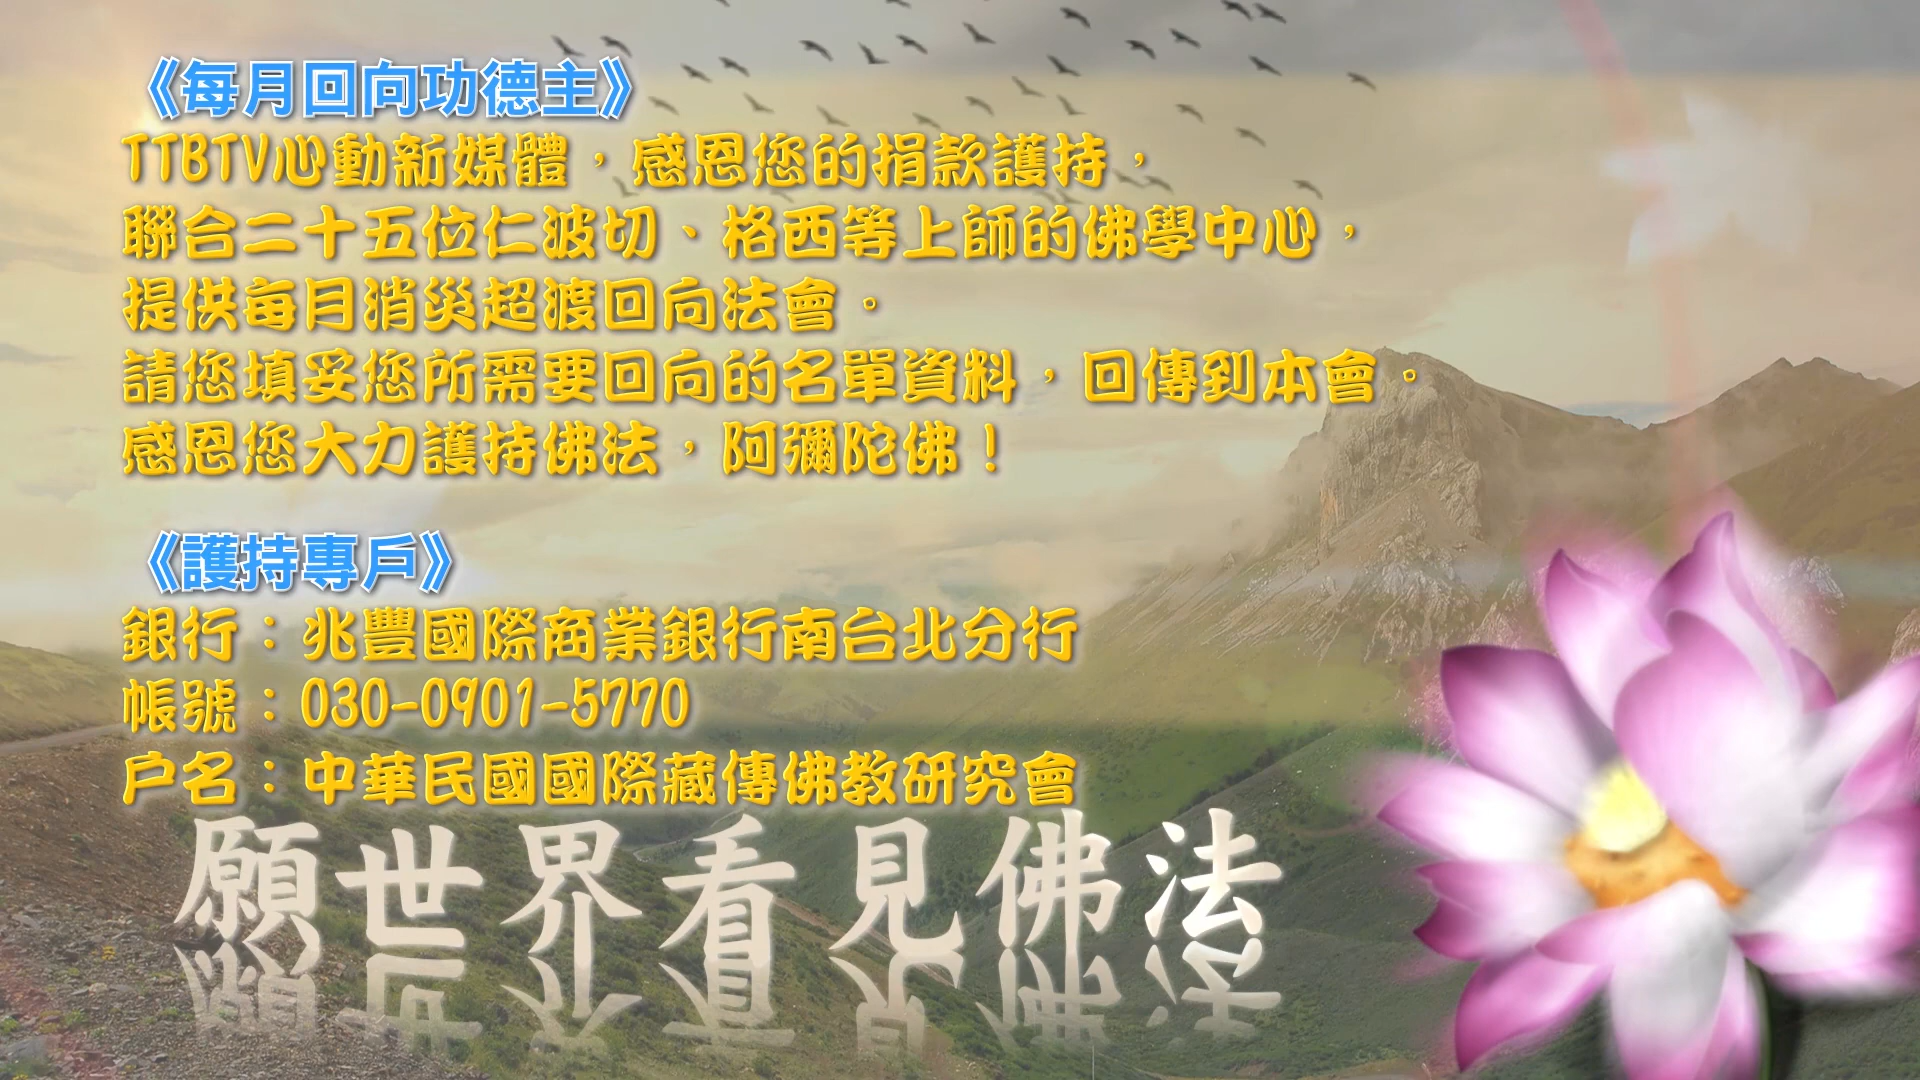 《每月回向功德主》
TTBTV心動新媒體，感恩您的捐款護持，
聯合二十五位仁波切、格西等上師的佛學中心，
提供每月消災超渡回向法會。
請您填妥您所需要回向的名單資料，回傳到本會。
感恩您大力護持佛法，阿彌陀佛！
《護持專戶》
銀行：兆豐國際商業銀行南台北分行
帳號：030-0901-5770
戶名：中華民國國際藏傳佛教研究會
願世界看見佛法